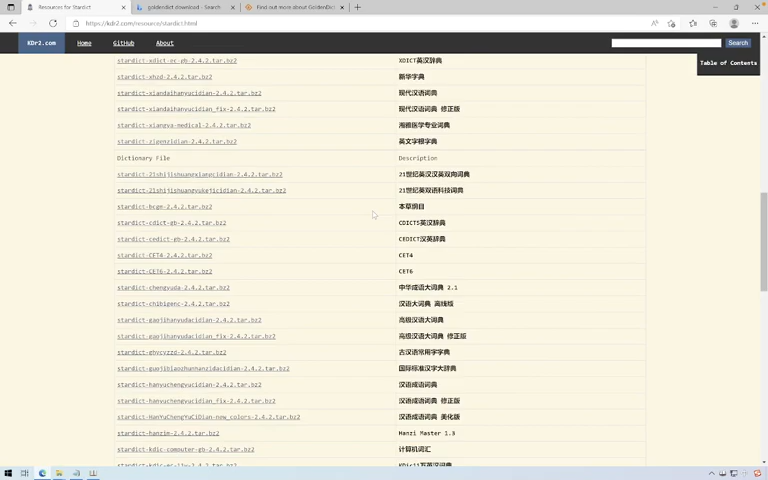 Resources for Stardict
goldendict download - Search
Find out more about GoldenDic
https://kdr2.com/resource/stardict.html
KDr2.com Home GitHub About Search
Table of Contents
stardict-xdict-ec-gb-2.4.2.tar.bz2 XDICT英汉辞典
stardict-xhzd-2.4.2.tar.bz2 新华字典
stardict-xiandaihanyucidian-2.4.2.tar.bz2 现代汉语词典
stardict-xiandaihanyucidian_fix-2.4.2.tar.bz2 现代汉语词典 修正版
stardict-xiangya-medical-2.4.2.tar.bz2 湘雅医学专业词典
英文字根字典
Dictionary File Description
stardict-21shijishuangxiangcidian-2.4.2.tar.bz2 21世纪英汉汉英双向词典
stardict-21shijishuangyukejicidian-2.4.2.tar.bz2 21世纪英双语科技词典
stardict-bcgm-2.4.2.tar.bz2 本草纲目
stardict-cdict-gb-2.4.2.tar.bz2 CDICT5英汉辞典
stardict-cedict-gb-2.4.2.tar.bz2 CEDICT汉英辞典
stardict-CET4-2.4.2.tar.bz2 CET4
stardict-CET6-2.4.2.tar.bz2 CET6
stardict-chengyuda-2.4.2.tar.bz2 中华成语大词典 2.1
stardict-chibigenc-2.4.2.tar.bz2 汉语大词典 离线版
stardict-gaojihanyudacidian-2.4.2.tar.bz2 高级汉语大词典
stardict-gaojihanyudacidian_fix-2.4.2.tar.bz2 高级汉语大词典 修正版
stardict-ghycyzzd-2.4.2.tar.bz2 古汉语常用字字典
stardict-guojibiaozhunhanzidacidian-2.4.2.tar.bz2 国际标准汉字大辞典
stardict-hanyuchengyucidian-2.4.2.tar.bz2 汉语成语词典
stardict-hanyuchengyucidian_fix-2.4.2.tar.bz2 汉语成语词典 修正版
stardict-HanYuChengYuCiDian-new_colors-2.4.2.tar.bz2 汉语成语词典 美化版
stardict-hanzim-2.4.2.tar.bz2 Hanzi Master 1.3
stardict-kdic-computer-gb-2.4.2.tar.bz2 计算机词汇